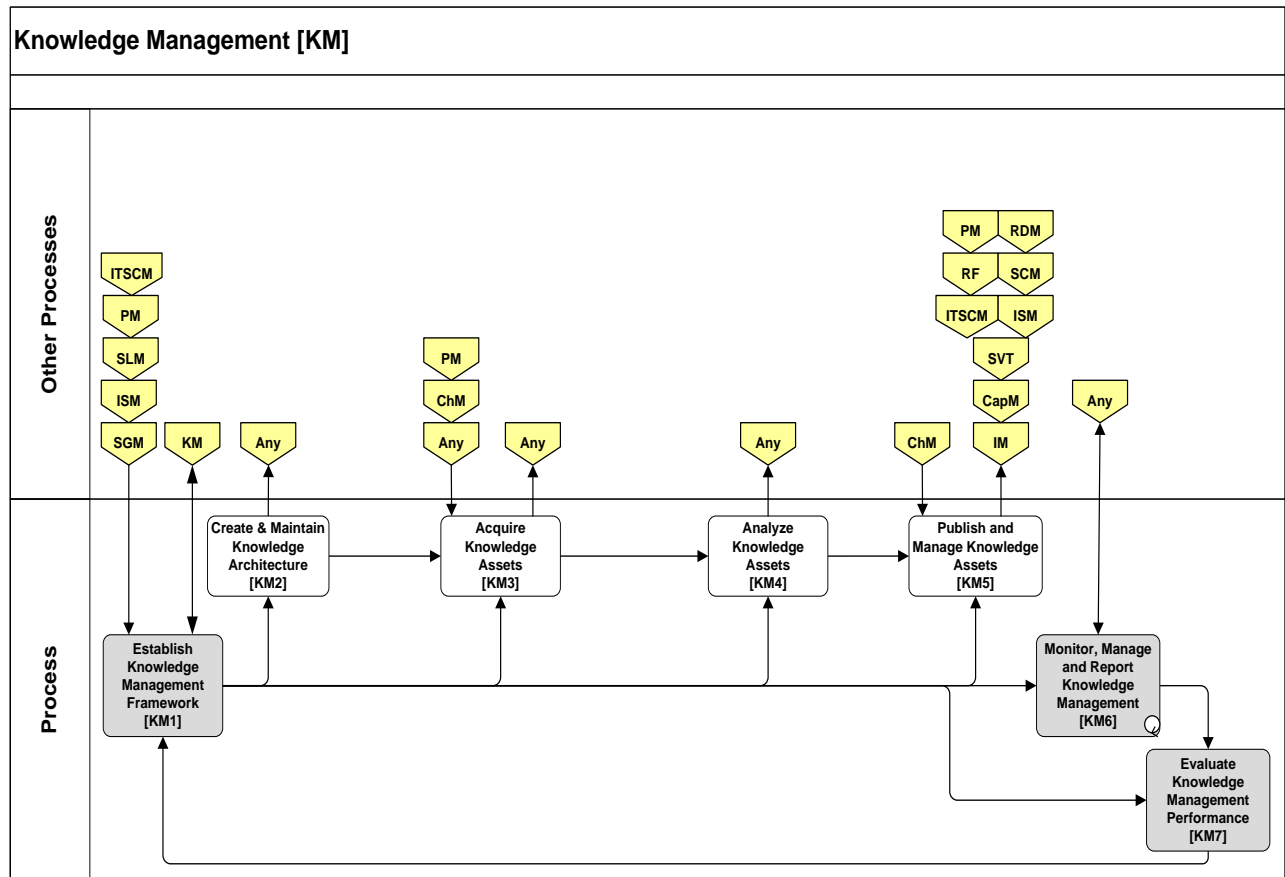 Knowledge Management [KM]
Other Processes
ITSCM
PM
SLM
ISM
SGM
KM
Any
PM
ChM
Any
Any
Any
ChM
PM
RDM
RF
SCM
ITSCM
ISM
SVT
CapM
IM
Any
Process
Create & Maintain
Knowledge
Architecture
[KM2]
Acquire
Knowledge
Assets
[KM3]
Analyze
Knowledge
Assets
[KM4]
Publish and
Manage Knowledge
Assets
[KM5]
Establish
Knowledge
Management
Framework
[KM1]
Monitor, Manage
and Report
Knowledge
Management
[KM6]
Evaluate
Knowledge
Management
Performance
[KM7]